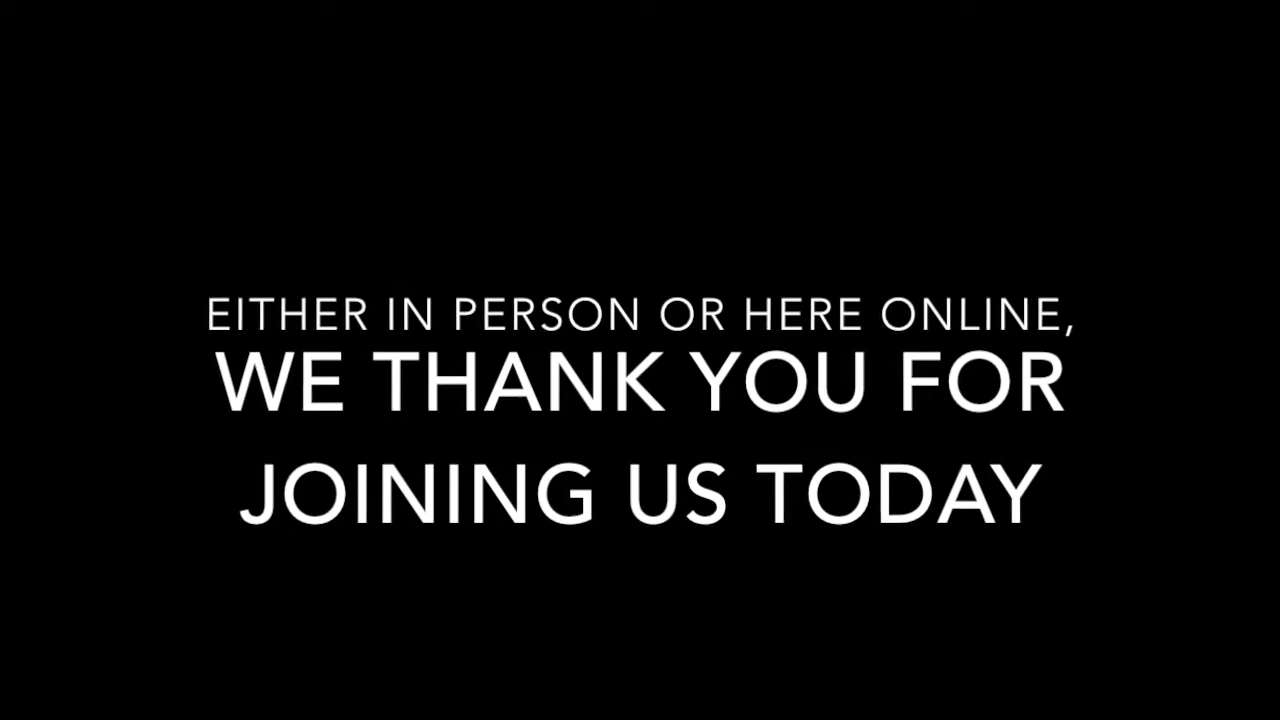 EITHER IN PERSON OR HERE ONLINE,
WE THANK YOU FOR
JOINING US TODAY